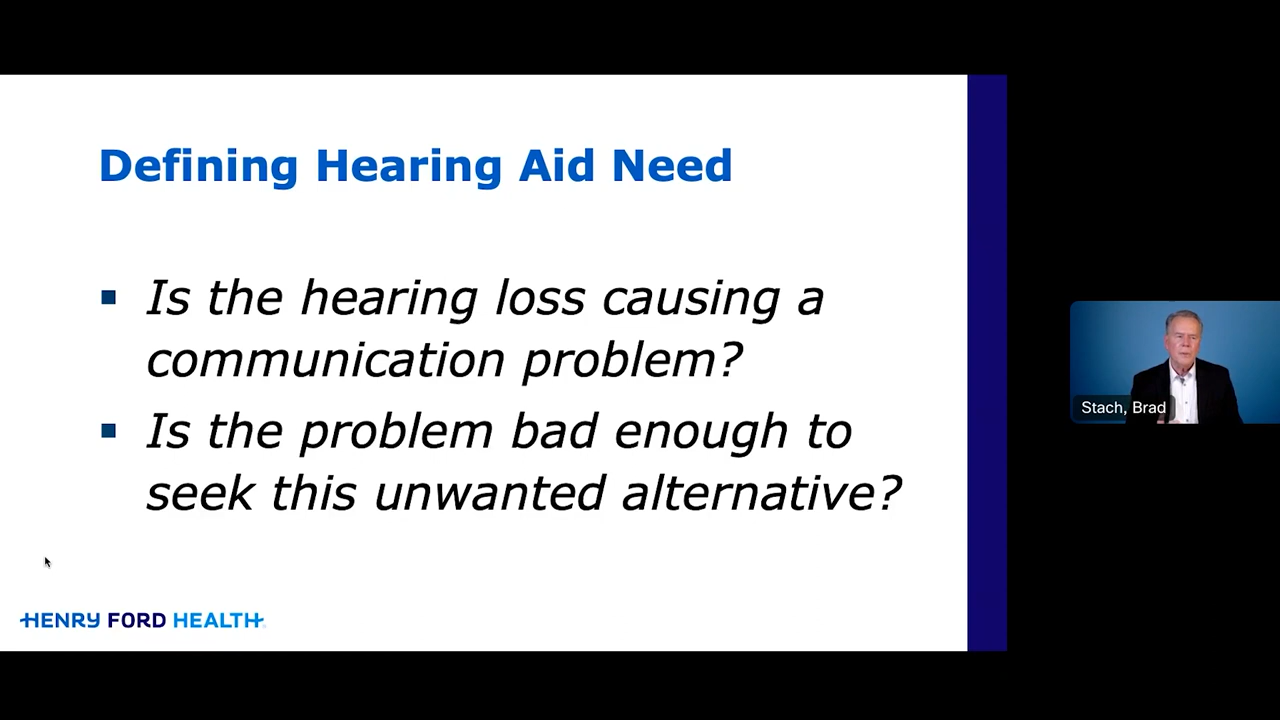 Defining Hearing Aid Need
▪ Is the hearing loss causing a
communication problem?
▪ Is the problem bad enough to
seek this unwanted alternative?
HENRY FORD HEALTH
Stach, Brad